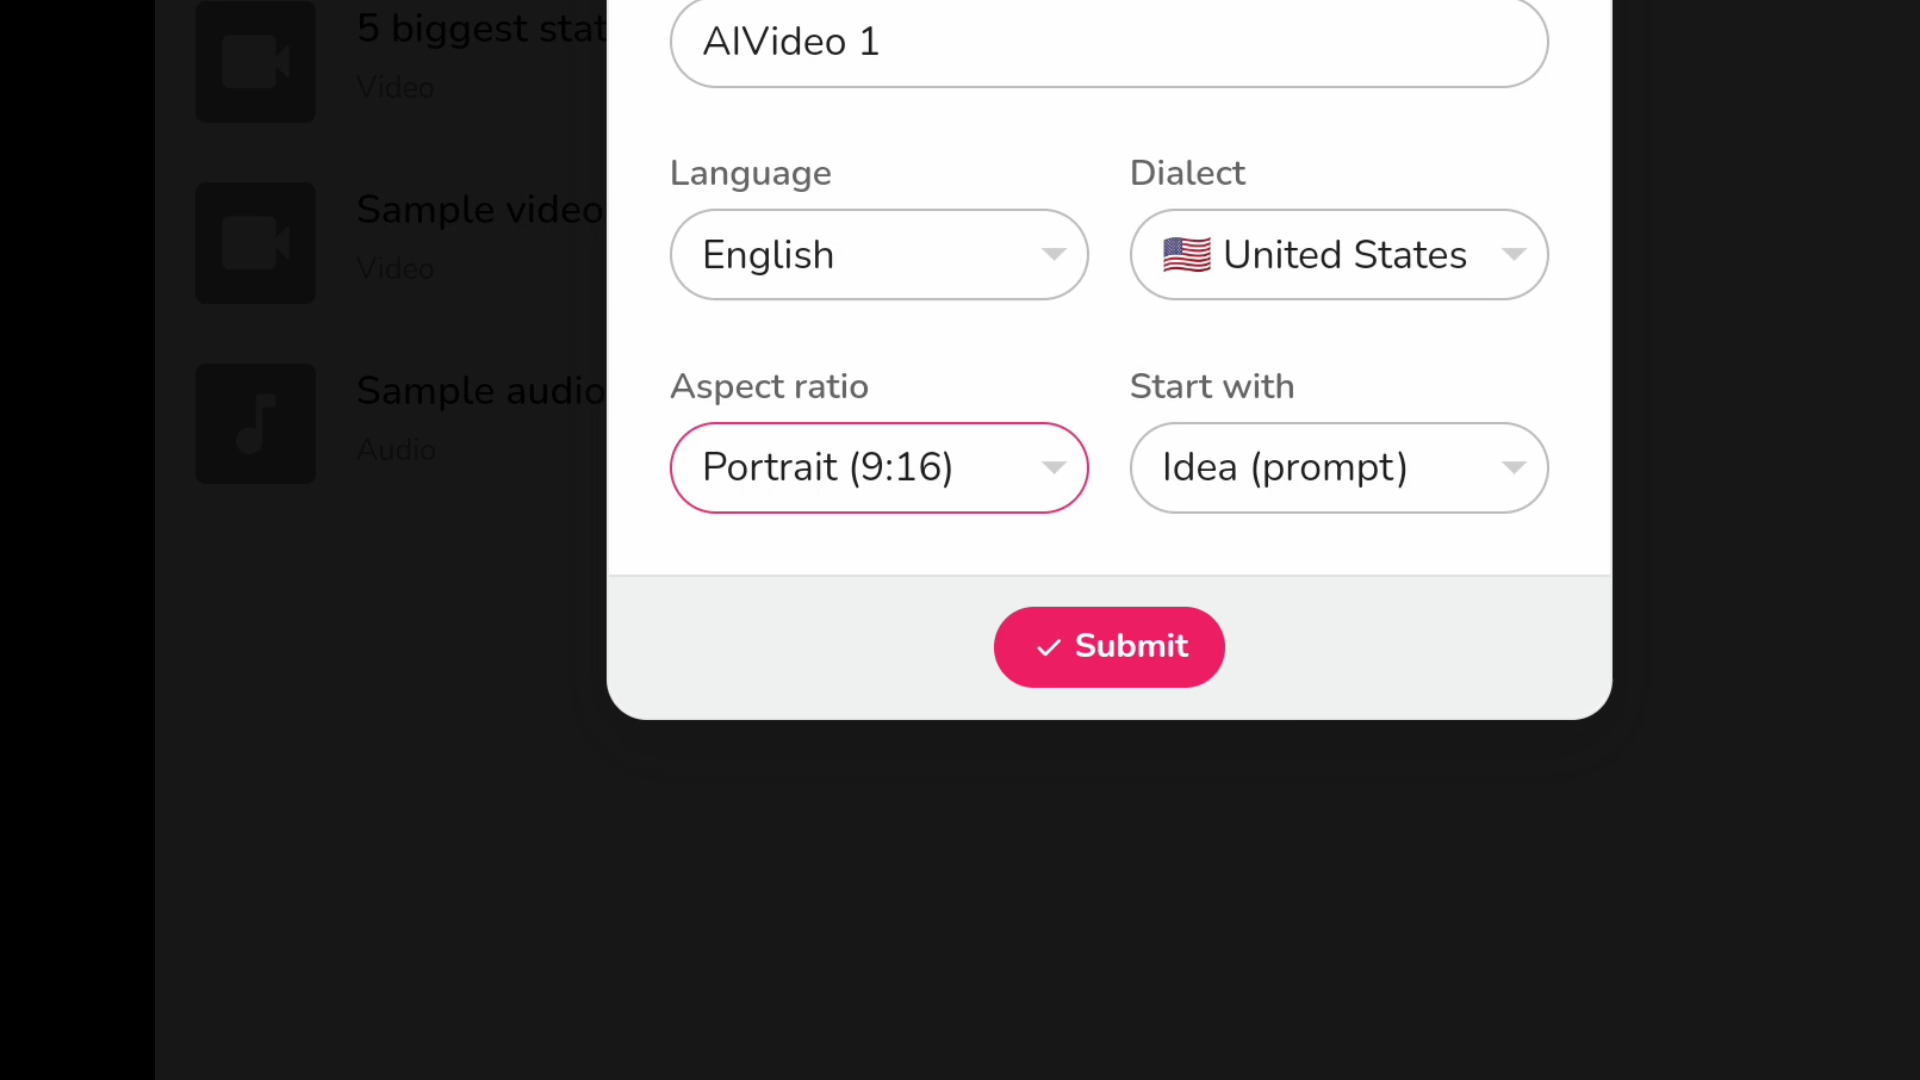 5 biggest stat
Video
Sample video
Video
Sample audio
Audio
AIVideo 1
Language
Dialect
English
🇺🇸 United States
Aspect ratio
Start with
Portrait (9:16)
Idea (prompt)
Submit